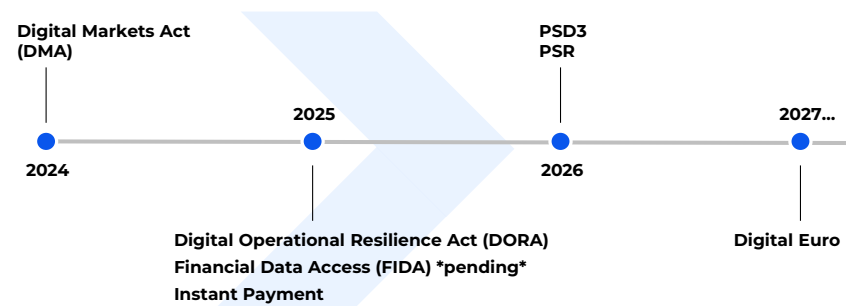 Digital Markets Act
(DMA)
PSD3
PSR
2025
2027...
2024
2026
Digital Operational Resilience Act (DORA)
Financial Data Access (FIDA) *pending*
Instant Payment
Digital Euro